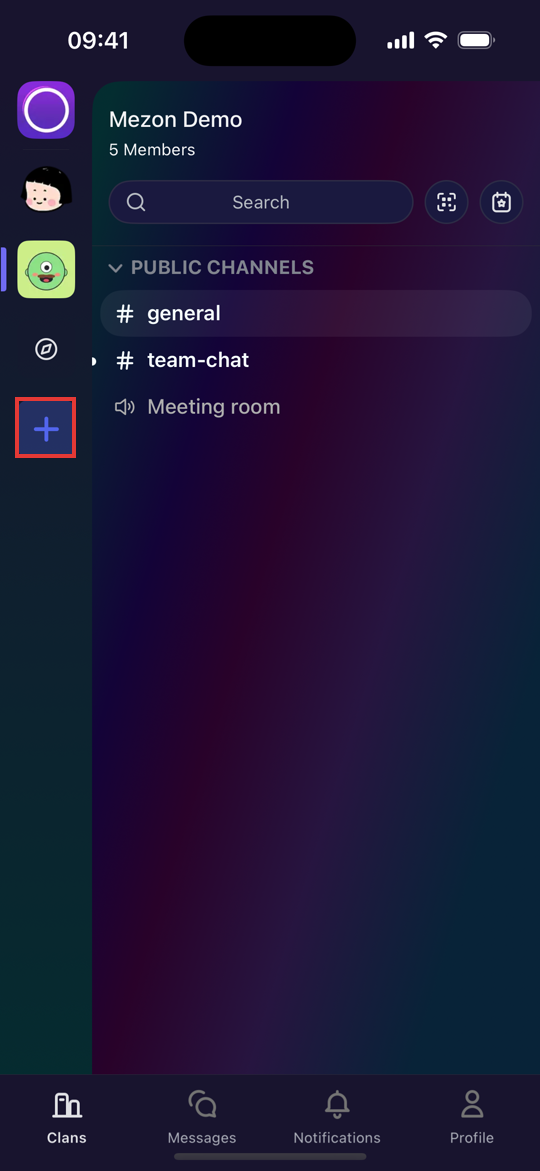 09:41
Mezon Demo
5 Members
Search
PUBLIC CHANNELS
# general
# team-chat
Meeting room
Clans
Messages
Notifications
Profile